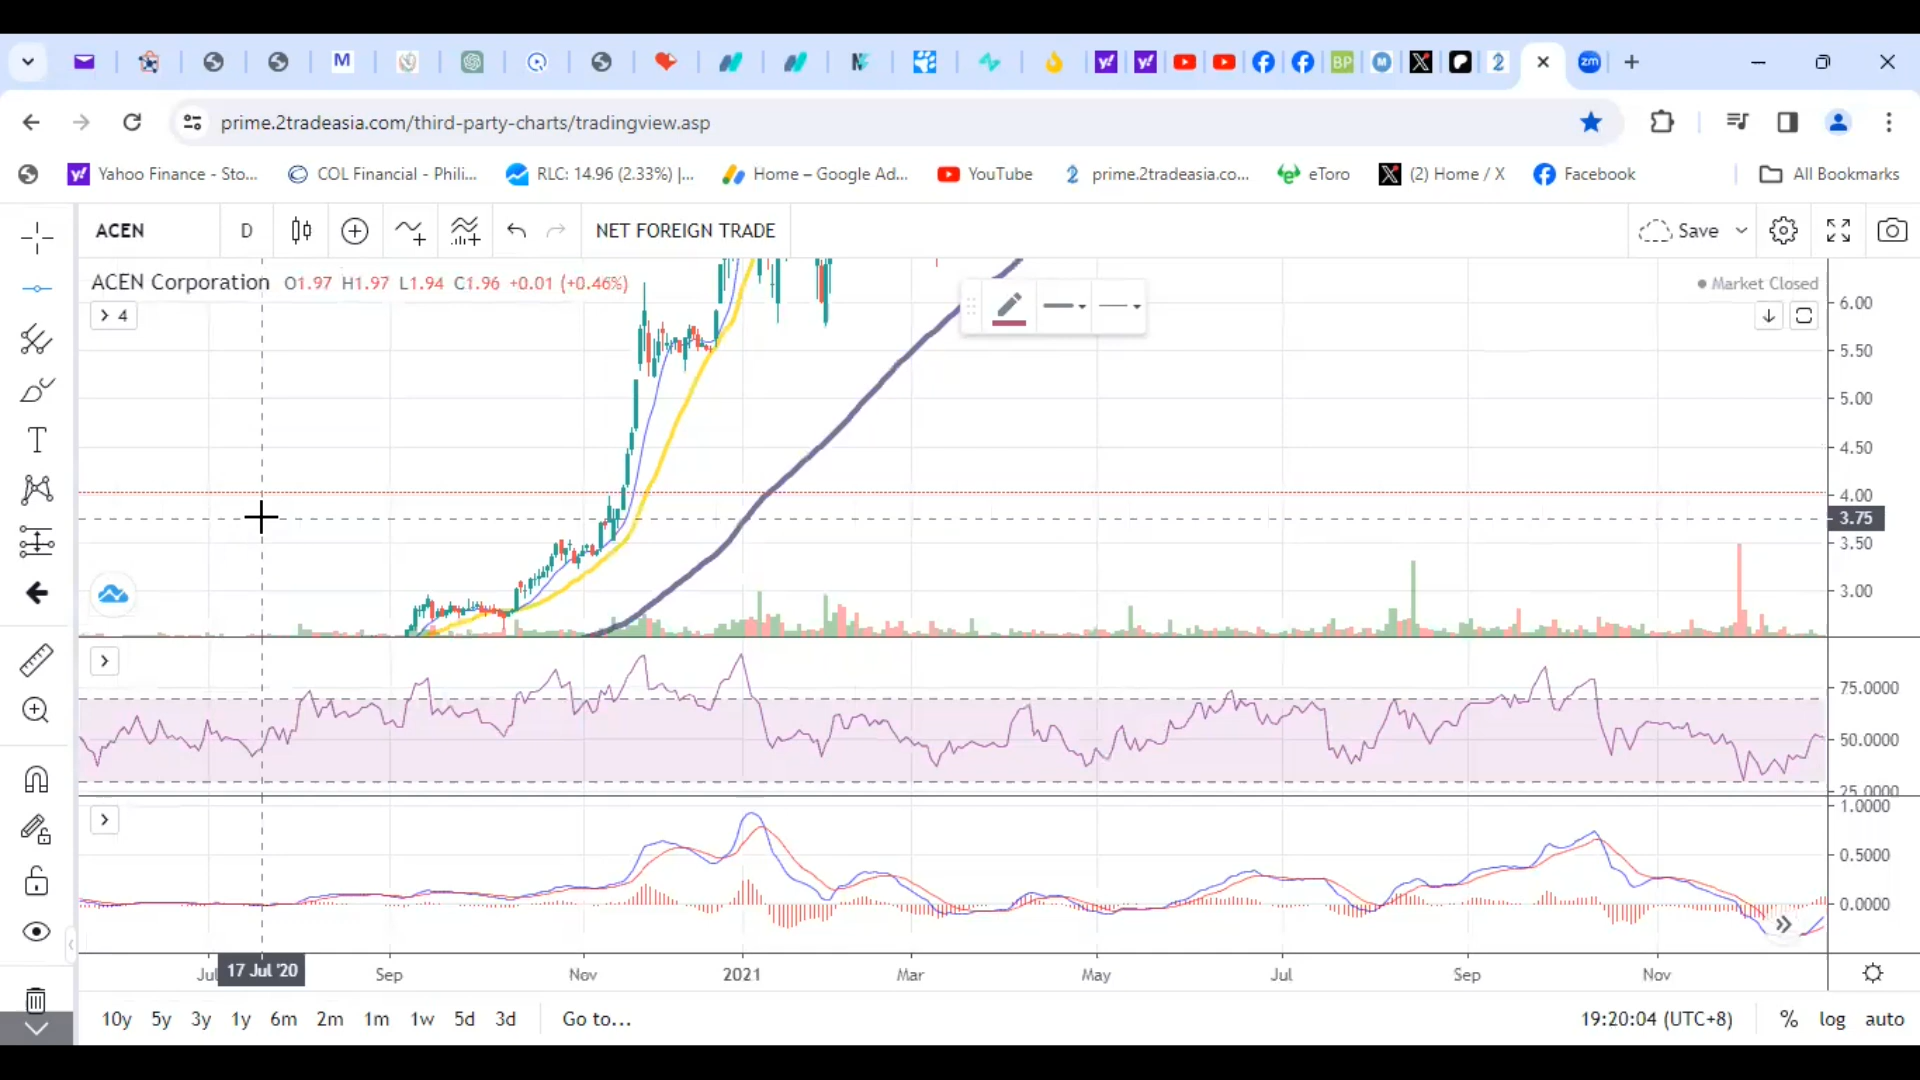 M
zm
prime.2tradeasia.com/third-party-charts/tradingview.asp
Yahoo Finance - Sto... COL Financial - Phili... RLC: 14.96 (2.33%) |... Home – Google Ad... YouTube prime.2tradeasia.co... eToro (2) Home / X Facebook All Bookmarks
ACEN D NET FOREIGN TRADE Save
ACEN Corporation O1.97 H1.97 L1.94 C1.96 +0.01 (+0.46%) Market Closed
4
6.00
5.50
5.00
4.50
4.00
3.75
3.50
3.00
75.0000
50.0000
25.0000
1.0000
0.5000
0.0000
Jul 17 Jul '20 Sep Nov 2021 Mar May Jul Sep Nov
10y 5y 3y 1y 6m 2m 1m 1w 5d 3d Go to... 19:20:04 (UTC+8) % log auto